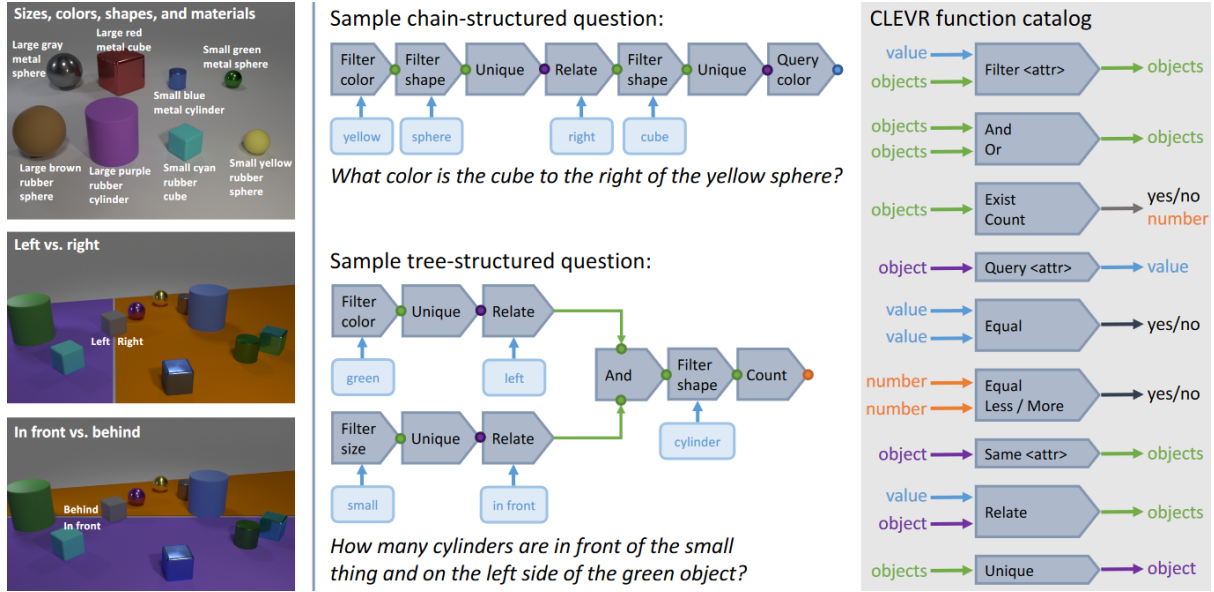 Sizes, colors, shapes, and materials
Large gray
metal
sphere
Large red
metal cube
Small green
metal sphere
Small blue
metal cylinder
Large brown
rubber
sphere
Large purple
rubber
cylinder
Small cyan
rubber
cube
Small yellow
rubber
sphere
Left vs. right
Left
Right
In front vs. behind
Behind
In front
Sample chain-structured question:
Filter
color
Filter
shape
Unique
Relate
Filter
shape
Unique
Query
color
yellow
sphere
right
cube
What color is the cube to the right of the yellow sphere?
Sample tree-structured question:
Filter
color
Unique
Relate
green
left
And
Filter
shape
Count
cylinder
Filter
size
Unique
Relate
small
in front
How many cylinders are in front of the small
thing and on the left side of the green object?
CLEVR function catalog
value
objects
Filter <attr>
objects
objects
objects
And
Or
objects
objects
Exist
Count
yes/no
number
object
Query <attr>
value
value
value
Equal
yes/no
number
number
Equal
Less / More
yes/no
object
Same <attr>
objects
value
object
Relate
objects
objects
Unique
object